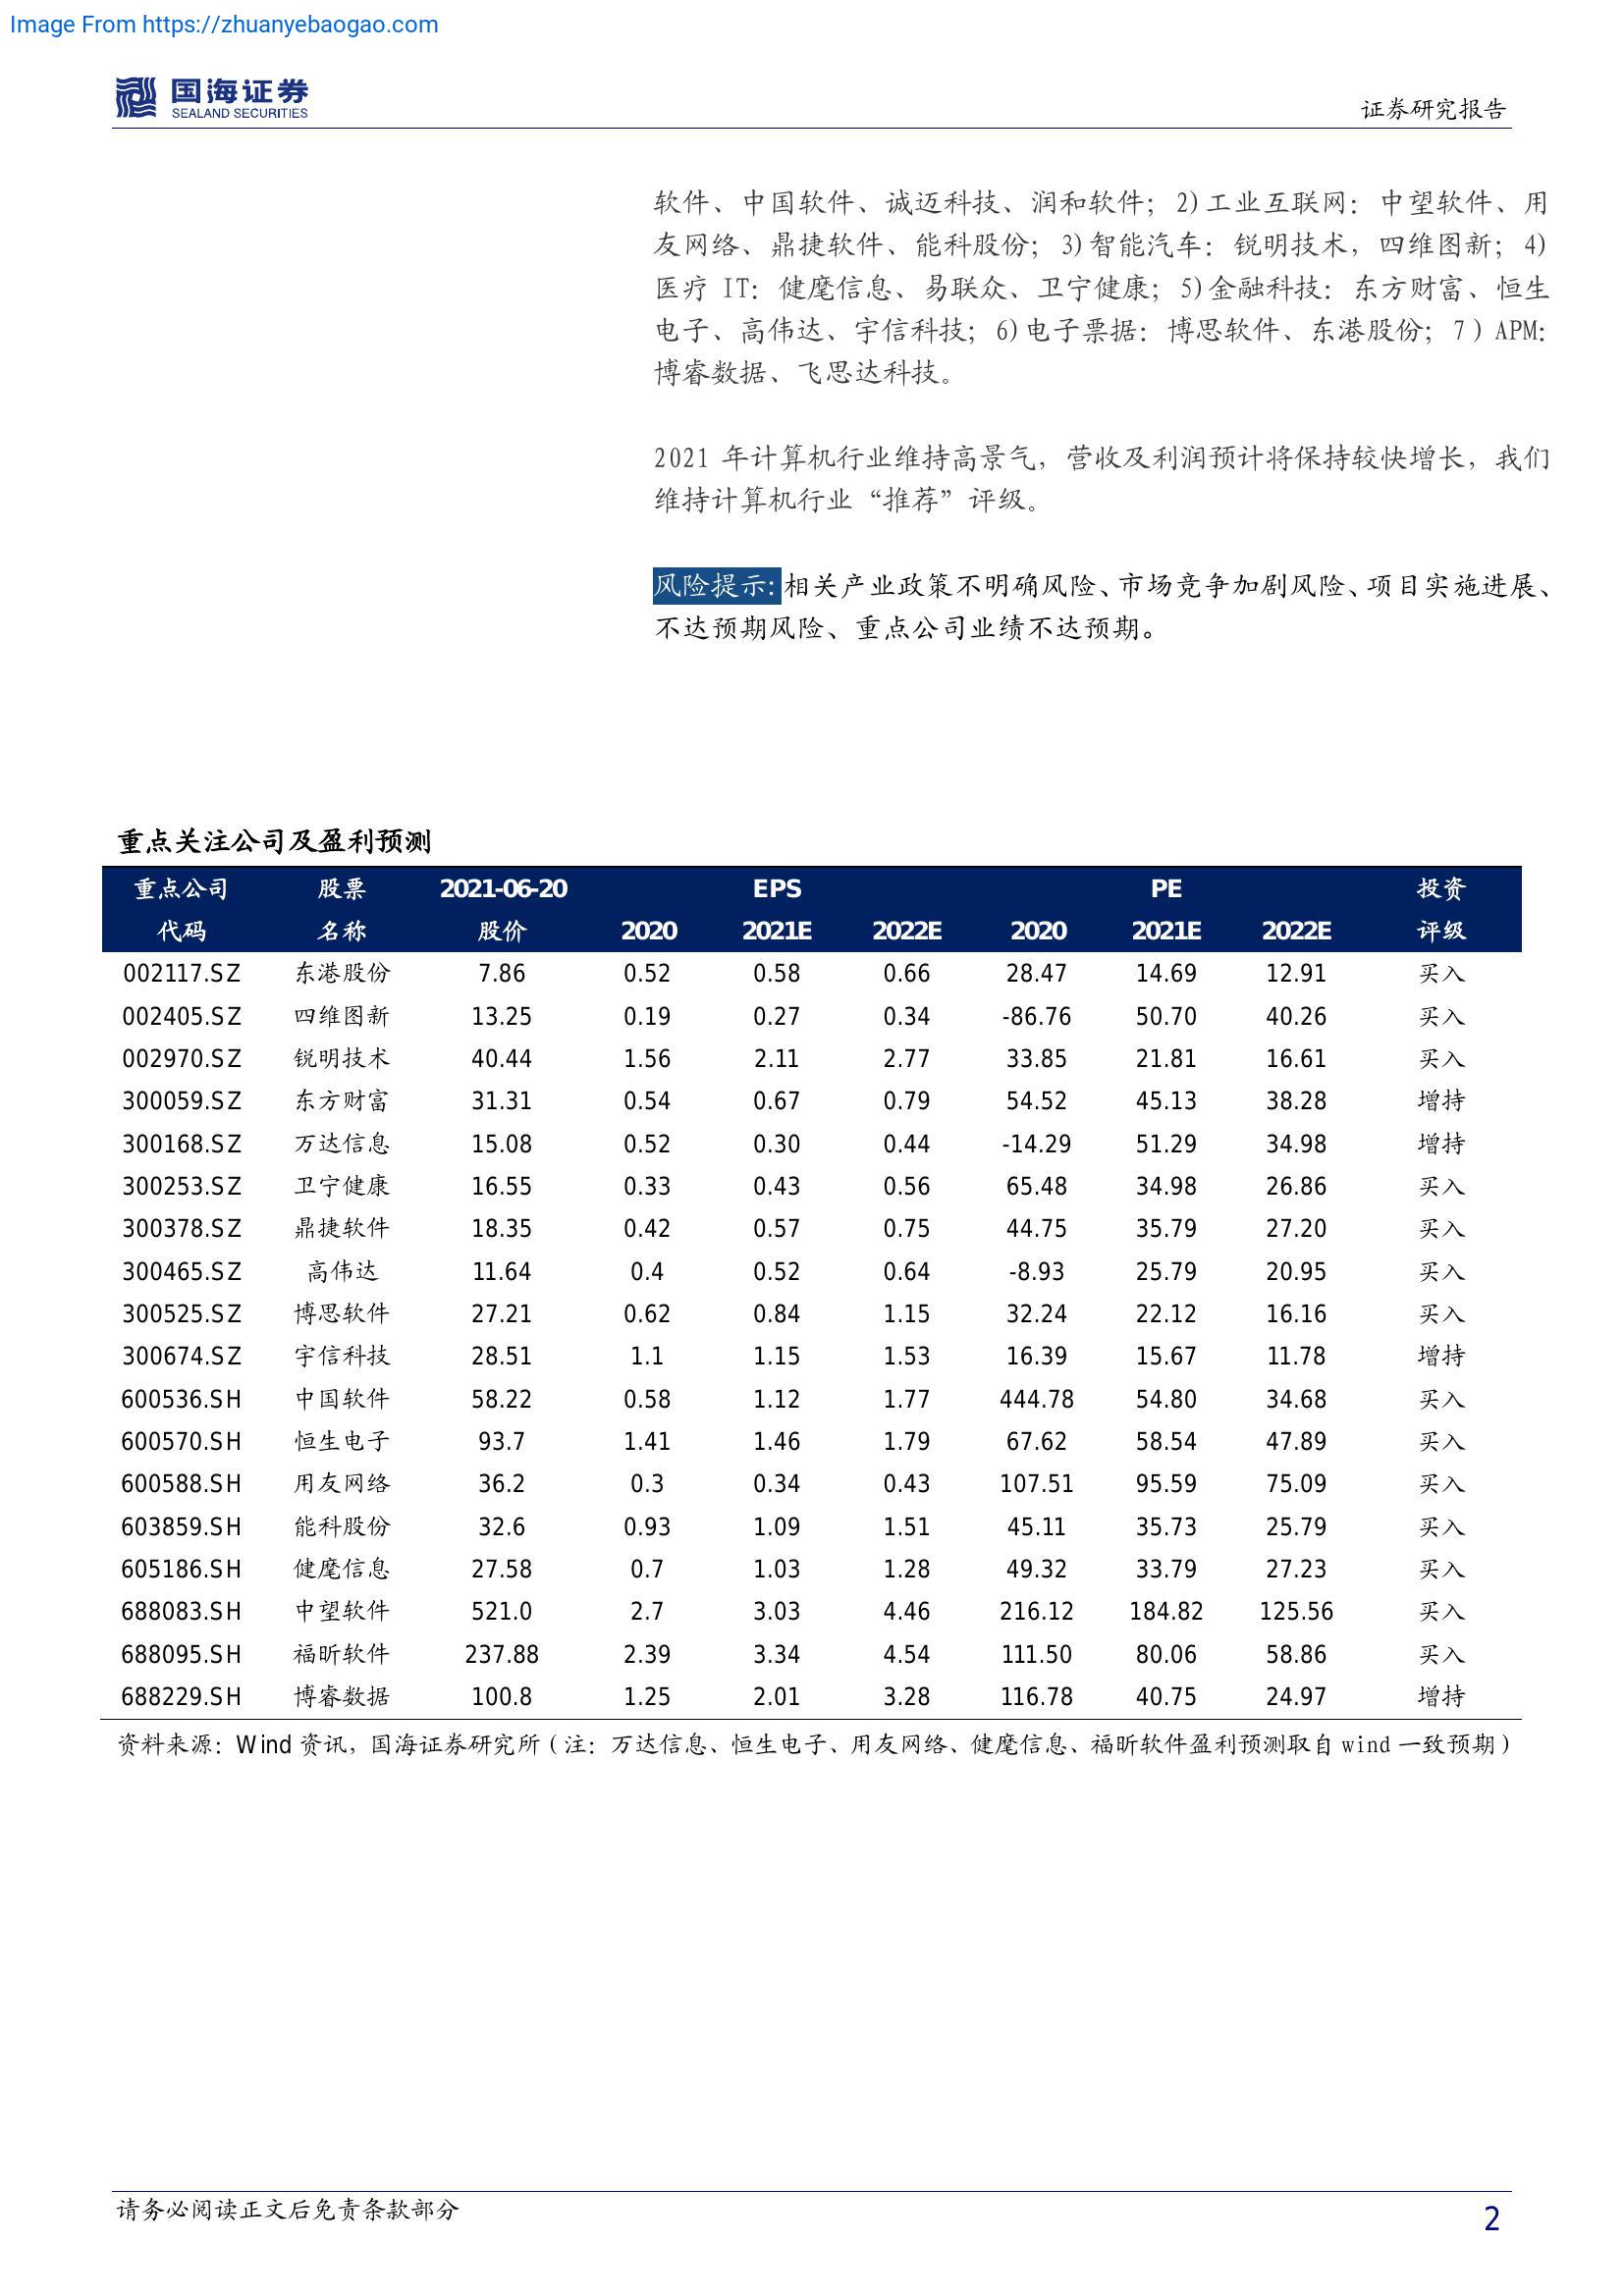 Image From https://zhuanyebaogao.com
国海证券
SEALAND SECURITIES
证券研究报告
软件、中国软件、诚迈科技、润和软件；2)工业互联网：中望软件、用
友网络、鼎捷软件、能科股份；3)智能汽车：锐明技术，四维图新；4)
医疗 IT：健麾信息、易联众、卫宁健康；5)金融科技：东方财富、恒生
电子、高伟达、宇信科技；6)电子票据：博思软件、东港股份；7）APM：
博睿数据、飞思达科技。
2021 年计算机行业维持高景气，营收及利润预计将保持较快增长，我们
维持计算机行业“推荐”评级。
风险提示：相关产业政策不明确风险、市场竞争加剧风险、项目实施进展、
不达预期风险、重点公司业绩不达预期。
重点关注公司及盈利预测
重点公司 股票 2021-06-20 EPS PE 投资
代码 名称 股价 2020 2021E 2022E 2020 2021E 2022E 评级
002117.SZ 东港股份 7.86 0.52 0.58 0.66 28.47 14.69 12.91 买入
002405.SZ 四维图新 13.25 0.19 0.27 0.34 -86.76 50.70 40.26 买入
002970.SZ 锐明技术 40.44 1.56 2.11 2.77 33.85 21.81 16.61 买入
300059.SZ 东方财富 31.31 0.54 0.67 0.79 54.52 45.13 38.28 增持
300168.SZ 万达信息 15.08 0.52 0.30 0.44 -14.29 51.29 34.98 增持
300253.SZ 卫宁健康 16.55 0.33 0.43 0.56 65.48 34.98 26.86 买入
300378.SZ 鼎捷软件 18.35 0.42 0.57 0.75 44.75 35.79 27.20 买入
300465.SZ 高伟达 11.64 0.4 0.52 0.64 -8.93 25.79 20.95 买入
300525.SZ 博思软件 27.21 0.62 0.84 1.15 32.24 22.12 16.16 买入
300674.SZ 宇信科技 28.51 1.1 1.15 1.53 16.39 15.67 11.78 增持
600536.SH 中国软件 58.22 0.58 1.12 1.77 444.78 54.80 34.68 买入
600570.SH 恒生电子 93.7 1.41 1.46 1.79 67.62 58.54 47.89 买入
600588.SH 用友网络 36.2 0.3 0.34 0.43 107.51 95.59 75.09 买入
603859.SH 能科股份 32.6 0.93 1.09 1.51 45.11 35.73 25.79 买入
605186.SH 健麾信息 27.58 0.7 1.03 1.28 49.32 33.79 27.23 买入
688083.SH 中望软件 521.0 2.7 3.03 4.46 216.12 184.82 125.56 买入
688095.SH 福昕软件 237.88 2.39 3.34 4.54 111.50 80.06 58.86 买入
688229.SH 博睿数据 100.8 1.25 2.01 3.28 116.78 40.75 24.97 增持
资料来源：Wind 资讯，国海证券研究所（注：万达信息、恒生电子、用友网络、健麾信息、福昕软件盈利预测取自 wind 一致预期）
请务必阅读正文后免责条款部分
2